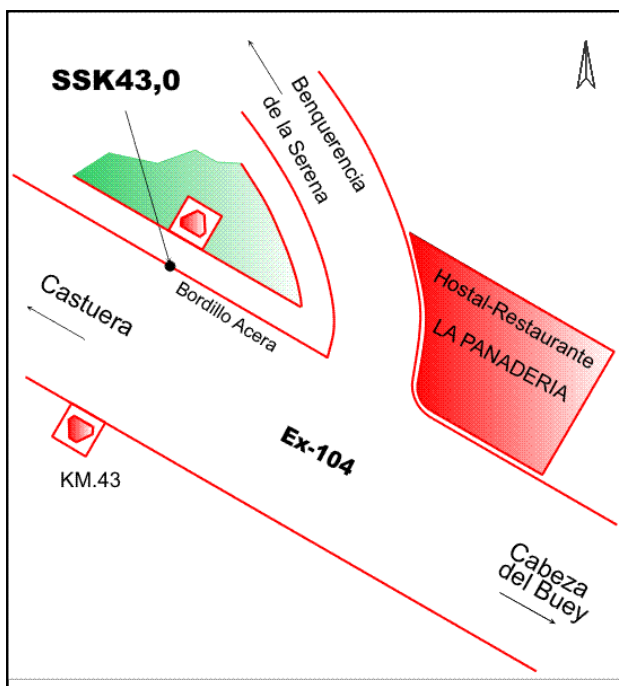 SSK43,0
Benquerencia
de la Serena
Castuera
Bordillo Acera
Hostal-Restaurante
LA PANADERIA
KM.43
Ex-104
Cabeza
del Buey